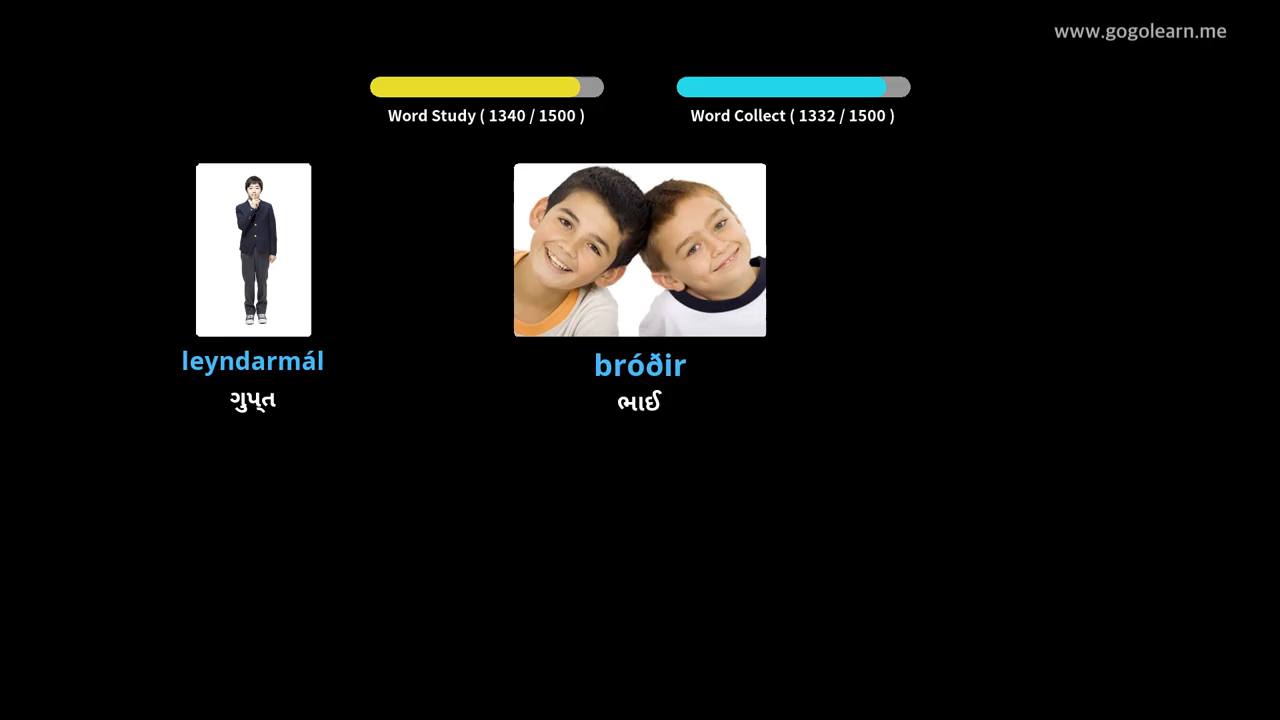 www.gogolearn.me
Word Study ( 1340 / 1500 )
Word Collect ( 1332 / 1500 )
leyndarmál
ગુપ્ત
bróðir
ભાઈ